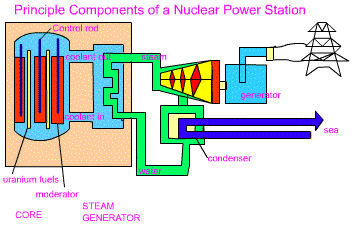 Principle Components of a Nuclear Power Station
Control rod
coolant out
steam
generator
coolant in
sea
condenser
water
uranium fuels
moderator
CORE
STEAM
GENERATOR